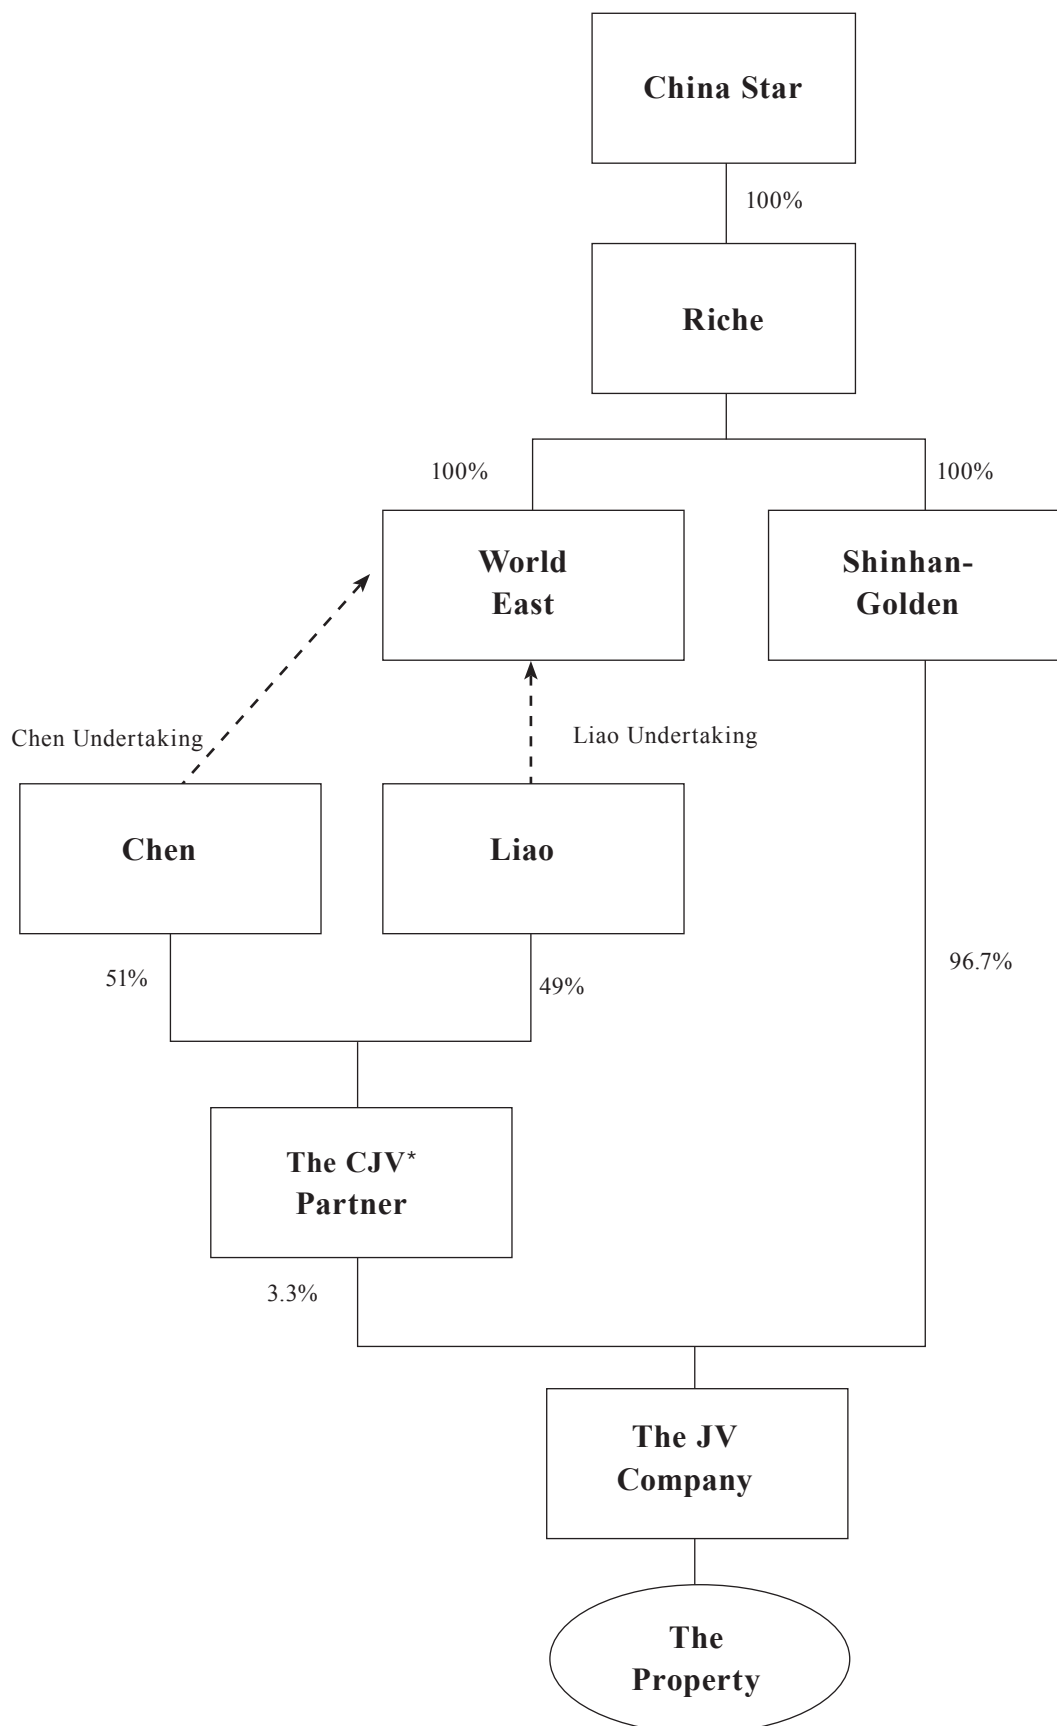 China Star
100%
Riche
100%
100%
World
East
Shinhan-
Golden
Chen Undertaking
Liao Undertaking
Chen
Liao
51%
49%
96.7%
The CJV*
Partner
3.3%
The JV
Company
The
Property